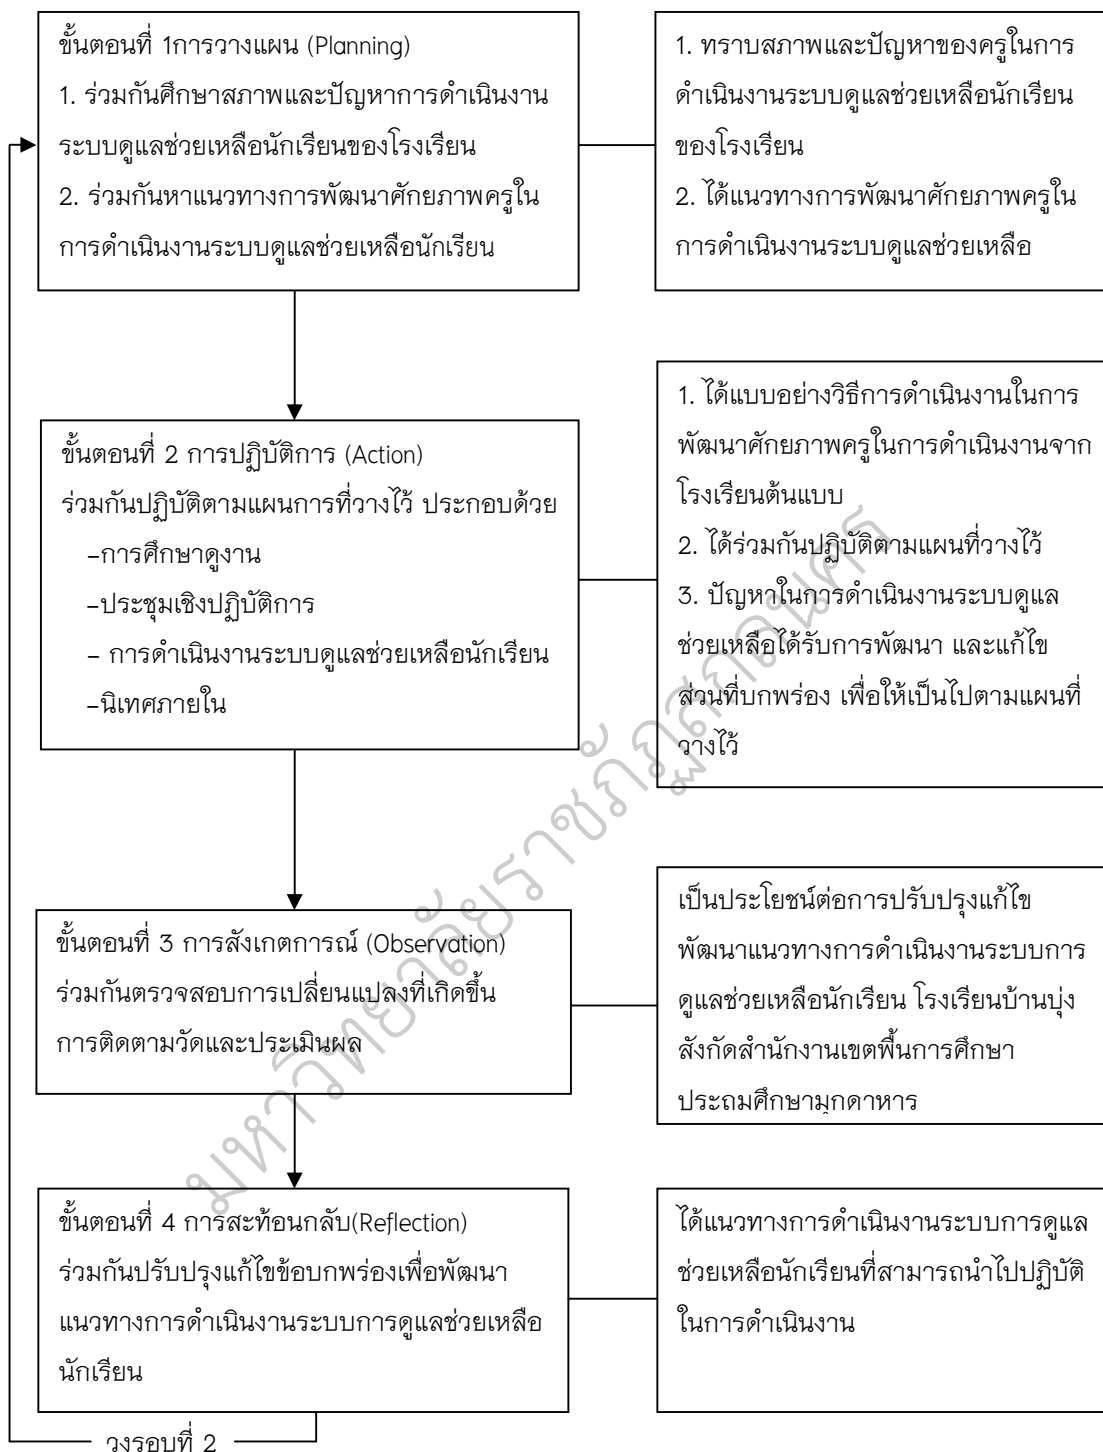 ขั้นตอนที่ 1การวางแผน (Planning)
1. ร่วมกันศึกษาสภาพและปัญหาการดำเนินงาน
ระบบดูแลช่วยเหลือนักเรียนของโรงเรียน
2. ร่วมกันหาแนวทางการพัฒนาศักยภาพครูใน
การดำเนินงานระบบดูแลช่วยเหลือนักเรียน
1. ทราบสภาพและปัญหาของครูในการ
ดำเนินงานระบบดูแลช่วยเหลือนักเรียน
ของโรงเรียน
2. ได้แนวทางการพัฒนาศักยภาพครูใน
การดำเนินงานระบบดูแลช่วยเหลือ
ขั้นตอนที่ 2 การปฏิบัติการ (Action)
ร่วมกันปฏิบัติตามแผนการที่วางไว้ ประกอบด้วย
-การศึกษาดูงาน
-ประชุมเชิงปฏิบัติการ
- การดำเนินงานระบบดูแลช่วยเหลือนักเรียน
-นิเทศภายใน
1. ได้แบบอย่างวิธีการดำเนินงานในการ
พัฒนาศักยภาพครูในการดำเนินงานจาก
โรงเรียนต้นแบบ
2. ได้ร่วมกันปฏิบัติตามแผนที่วางไว้
3. ปัญหาในการดำเนินงานระบบดูแล
ช่วยเหลือได้รับการพัฒนา และแก้ไข
ส่วนที่บกพร่อง เพื่อให้เป็นไปตามแผนที่
วางไว้
ขั้นตอนที่ 3 การสังเกตการณ์ (Observation)
ร่วมกันตรวจสอบการเปลี่ยนแปลงที่เกิดขึ้น
การติดตามวัดและประเมินผล
เป็นประโยชน์ต่อการปรับปรุงแก้ไข
พัฒนาแนวทางการดำเนินงานระบบการ
ดูแลช่วยเหลือนักเรียน โรงเรียนบ้านบุ่ง
สังกัดสำนักงานเขตพื้นการศึกษา
ประถมศึกษามุกดาหาร
ขั้นตอนที่ 4 การสะท้อนกลับ(Reflection)
ร่วมกันปรับปรุงแก้ไขข้อบกพร่องเพื่อพัฒนา
แนวทางการดำเนินงานระบบการดูแลช่วยเหลือ
นักเรียน
ได้แนวทางการดำเนินงานระบบการดูแล
ช่วยเหลือนักเรียนที่สามารถนำไปปฏิบัติ
ในการดำเนินงาน
วงรอบที่ 2
มหาวิทยาลัยราชภัฏสกลนคร